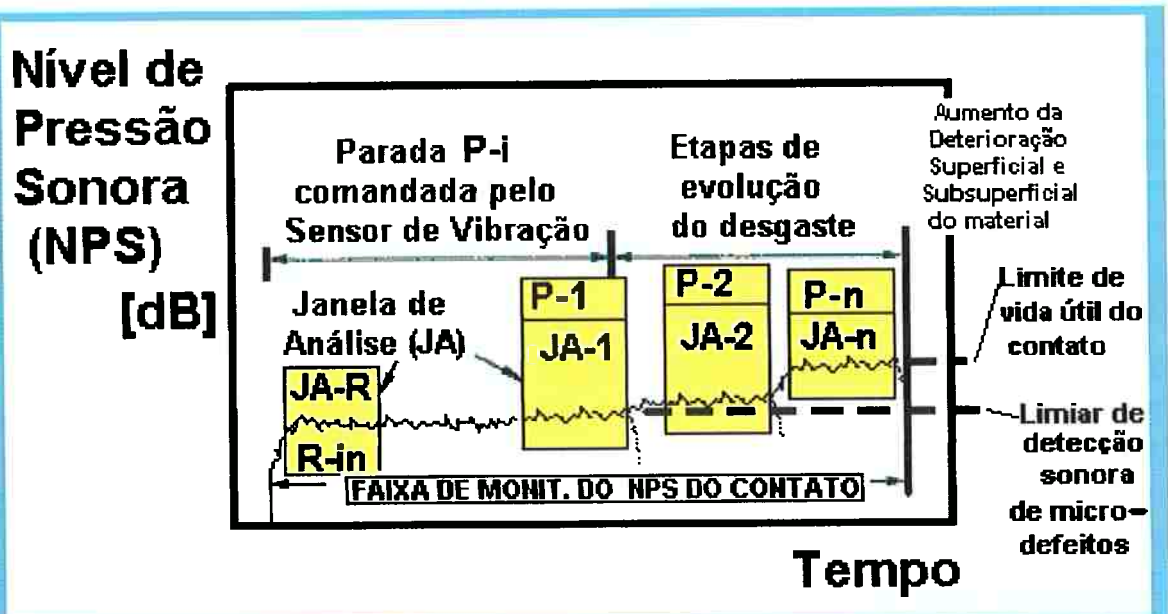 Nível de
Pressão
Sonora
(NPS)
[dB]
Parada P-i
comandada pelo
Sensor de Vibração
Etapas de
evolução
do desgaste
Aumento da
Deterioração
Superficial e
Subsuperficial
do material
Janela de
Análise (JA)
JA-R
R-in
P-1
JA-1
P-2
JA-2
P-n
JA-n
Limite de
vida útil do
contato
Limiar de
detecção
sonora
de micro-
defeitos
FAIXA DE MONIT. DO NPS DO CONTATO
Tempo